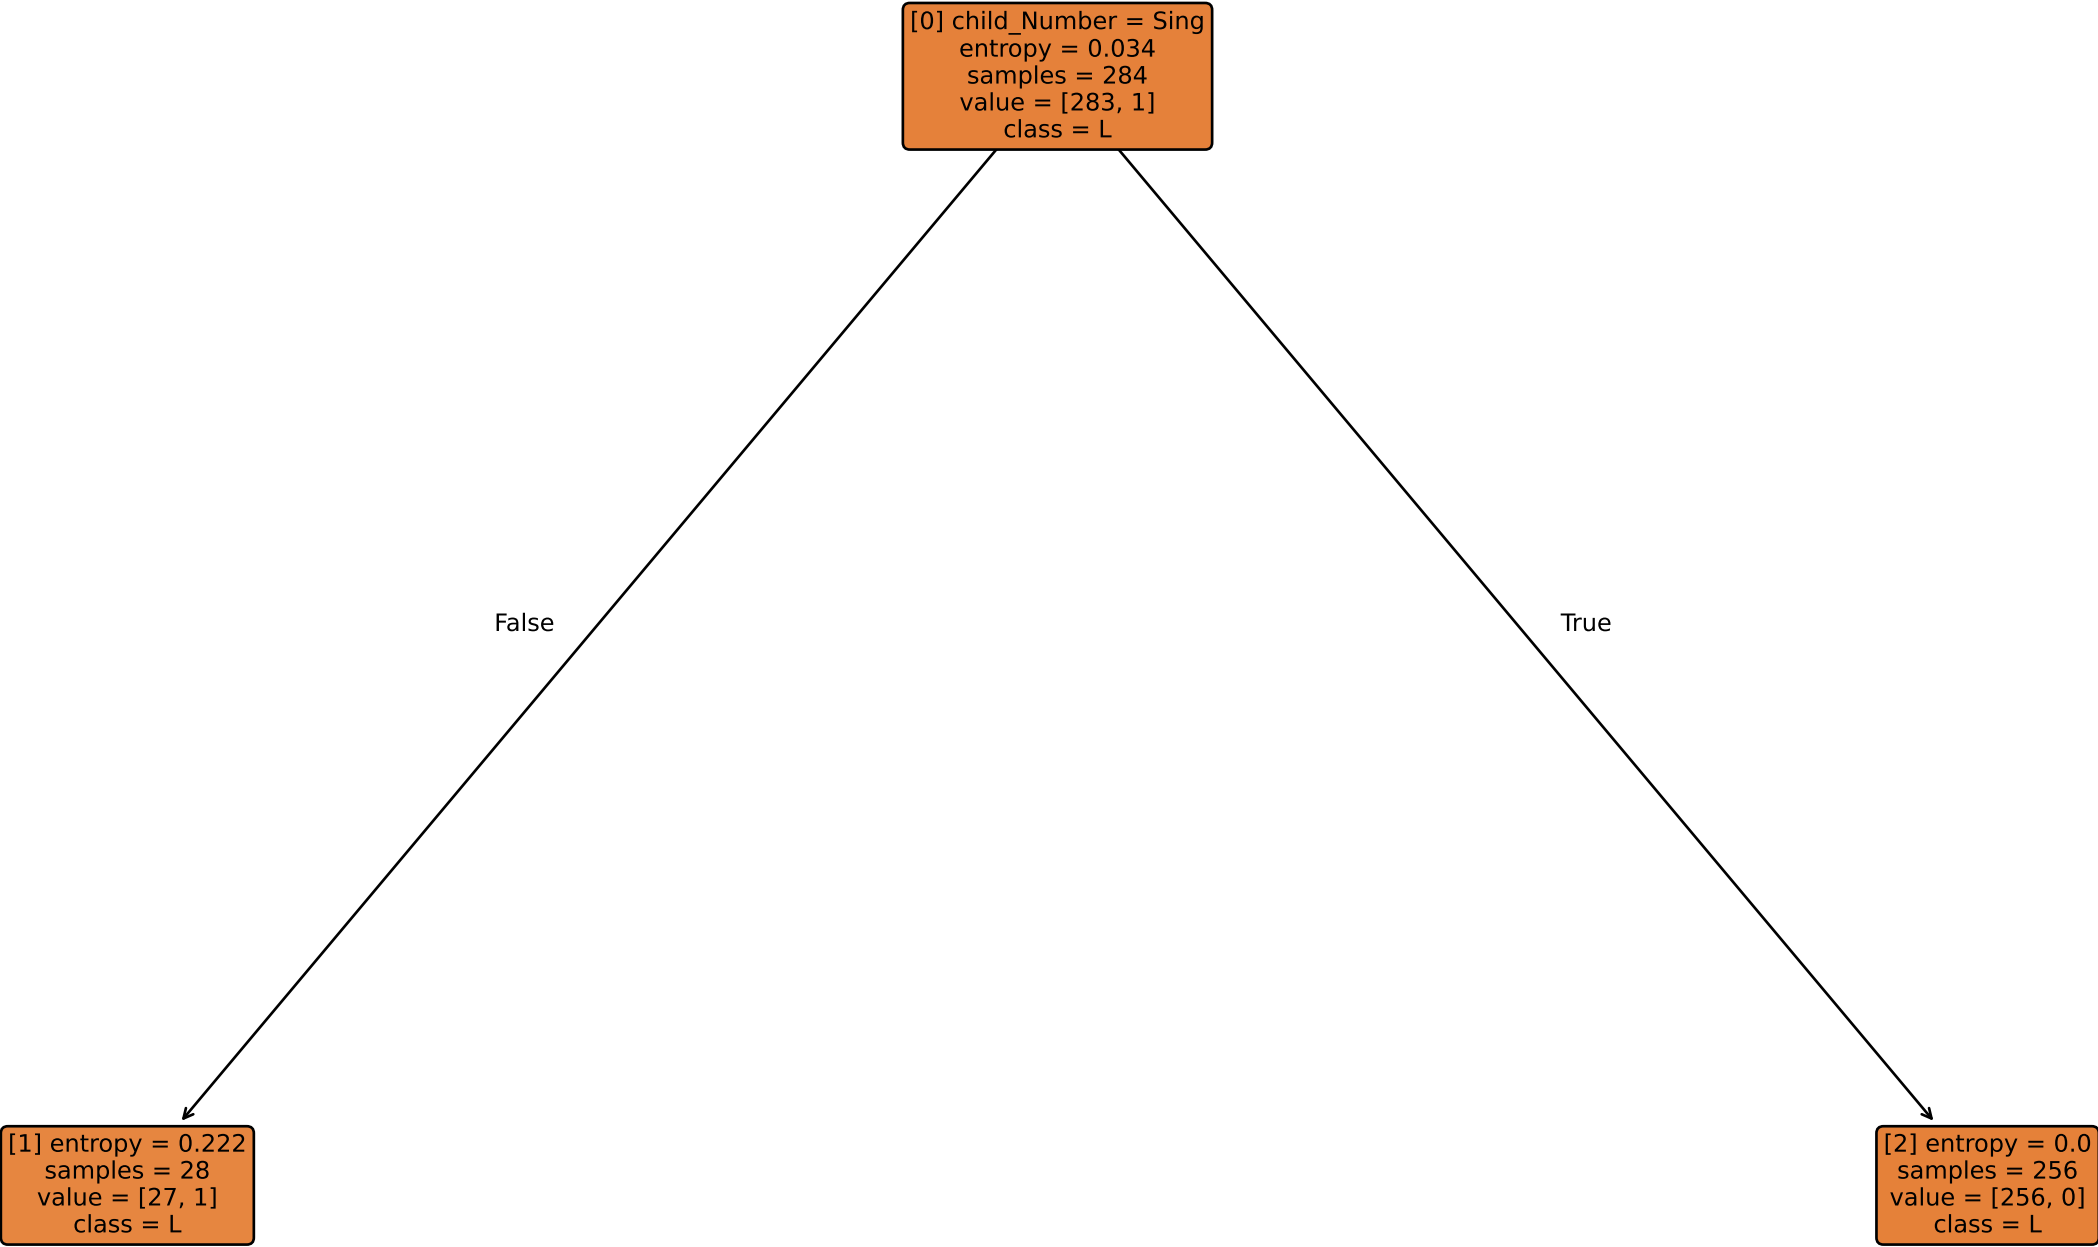 [0] child_Number = Sing
entropy = 0.034
samples = 284
value = [283, 1]
class = L
False
True
[1] entropy = 0.222
samples = 28
value = [27, 1]
class = L
[2] entropy = 0.0
samples = 256
value = [256, 0]
class = L